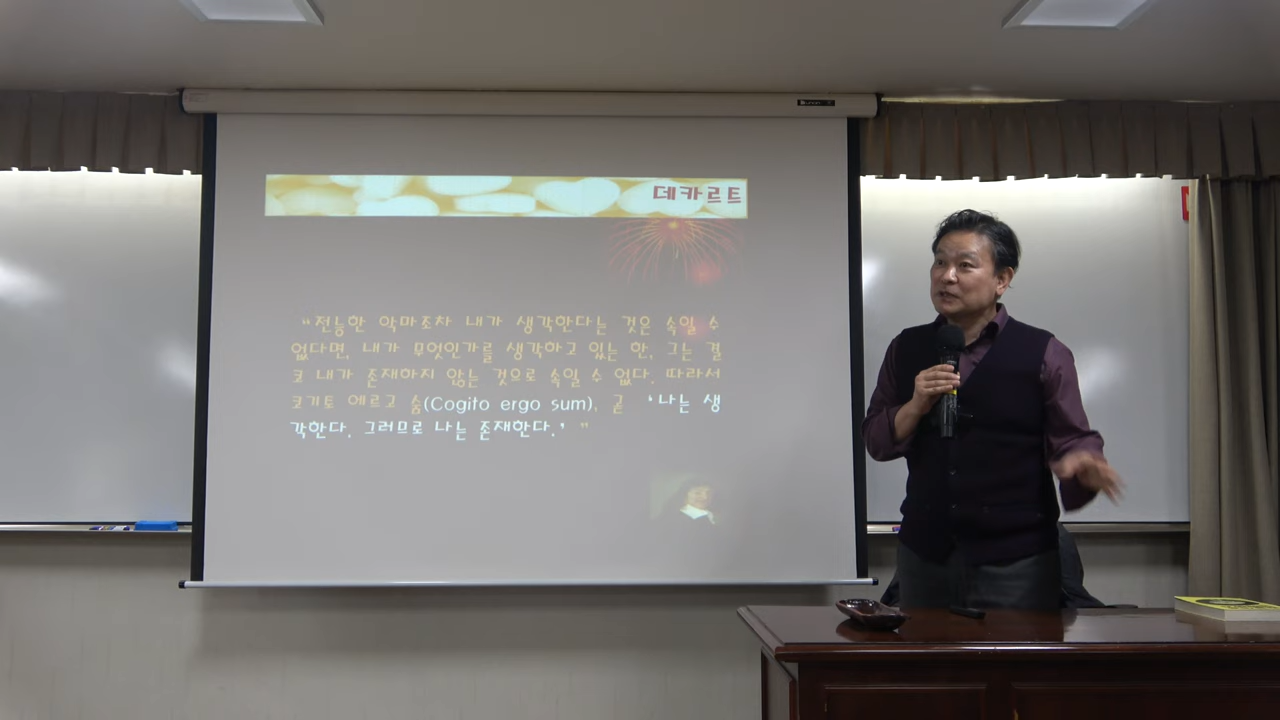 데카르트
“전능한 악마조차 내가 생각한다는 것은 속일 수
없다면, 내가 무엇인가를 생각하고 있는 한, 그는 결
코 내가 존재하지 않는 것으로 속일 수 없다. 따라서
코기토 에르고 숨(Cogito ergo sum), 곧 ‘나는 생
각한다. 그러므로 나는 존재한다.’ ”